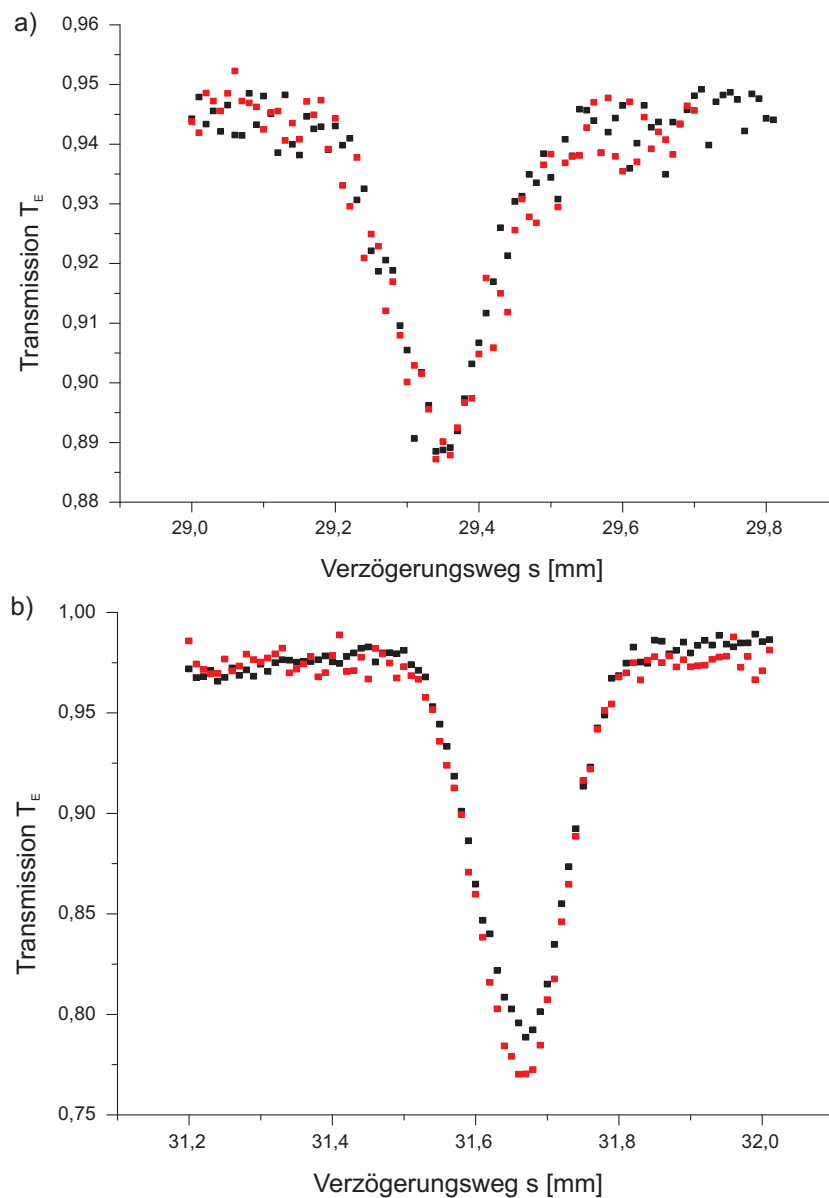 a)
0,96
0,95
0,94
0,93
0,92
0,91
0,90
0,89
0,88
Transmission T_E
29,0 29,2 29,4 29,6 29,8
Verzögerungsweg s [mm]
b)
1,00
0,95
0,90
0,85
0,80
0,75
Transmission T_E
31,2 31,4 31,6 31,8 32,0
Verzögerungsweg s [mm]